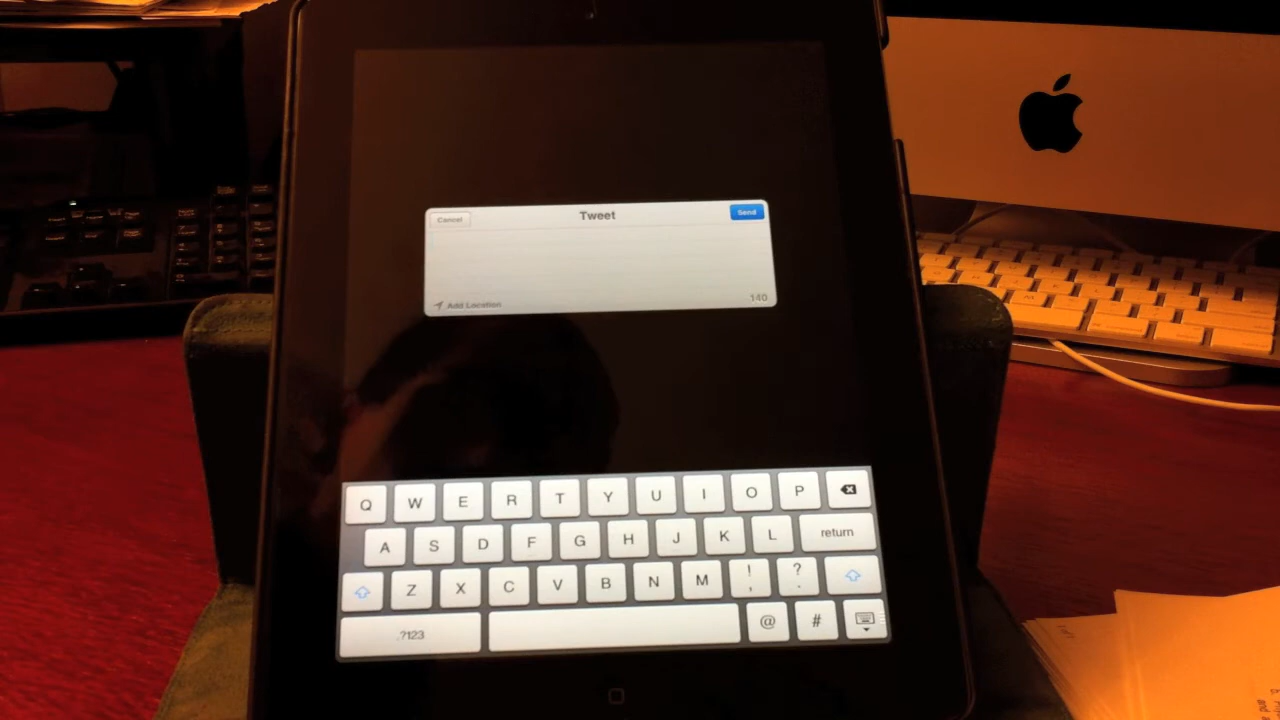 Cancel Tweet Send
Add Location 140
Q W E R T Y U I O P
A S D F G H J K L return
Z X C V B N M ! , ? .
.?123 @ #